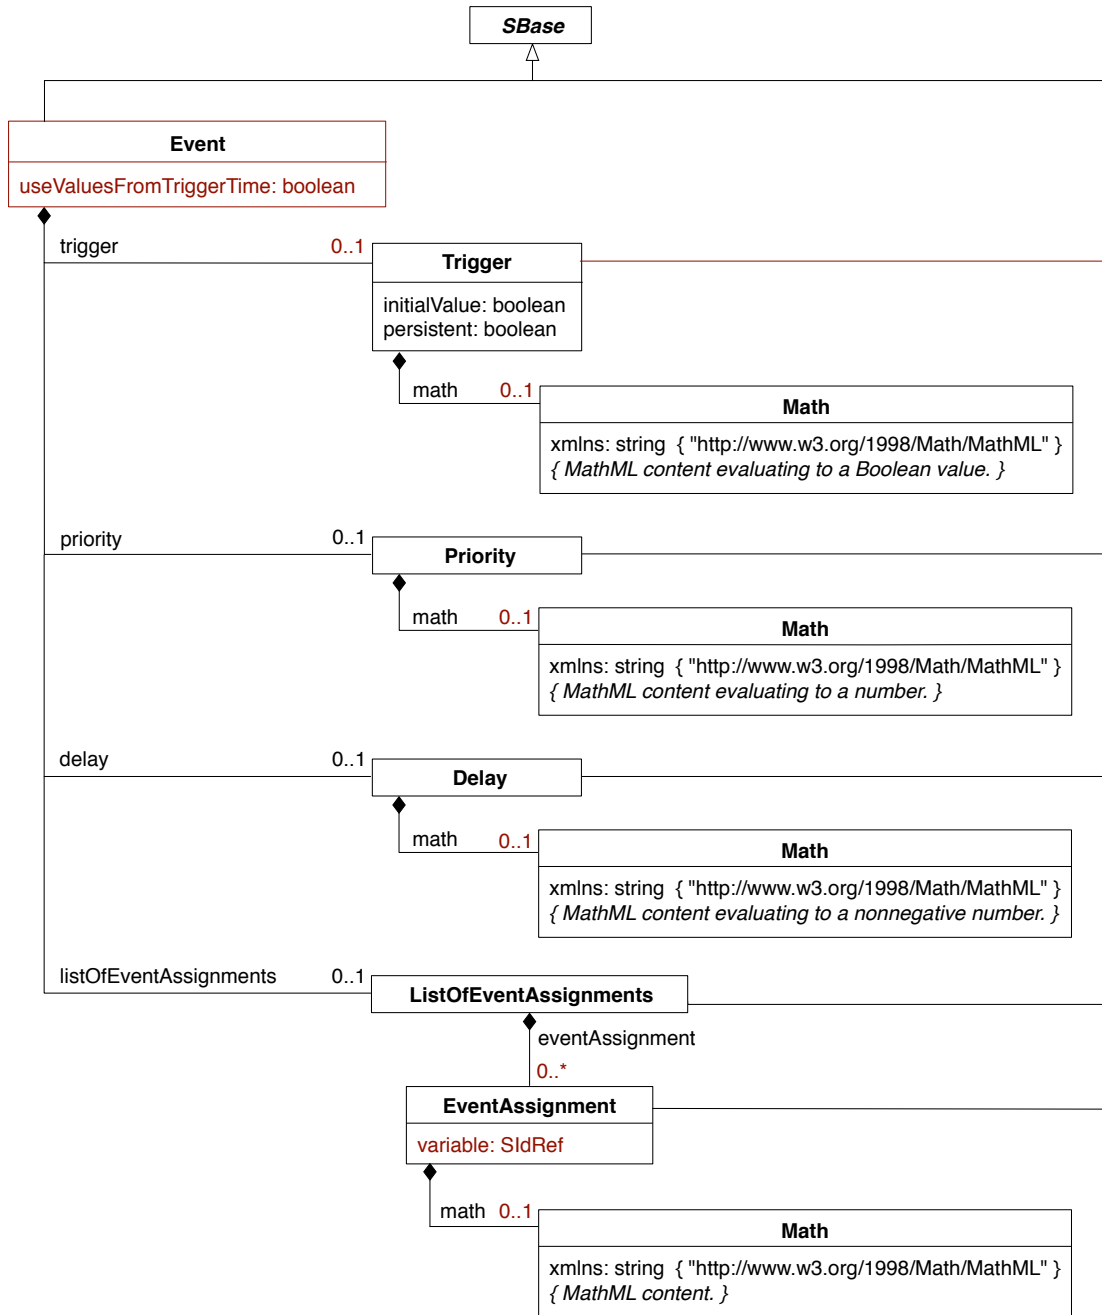 SBase
Event
useValuesFromTriggerTime: boolean
trigger 0..1
Trigger
initialValue: boolean
persistent: boolean
math 0..1
Math
xmlns: string { "http://www.w3.org/1998/Math/MathML" }
{ MathML content evaluating to a Boolean value. }
priority 0..1
Priority
math 0..1
Math
xmlns: string { "http://www.w3.org/1998/Math/MathML" }
{ MathML content evaluating to a number. }
delay 0..1
Delay
math 0..1
Math
xmlns: string { "http://www.w3.org/1998/Math/MathML" }
{ MathML content evaluating to a nonnegative number. }
listOfEventAssignments 0..1
ListOfEventAssignments
eventAssignment
0..*
EventAssignment
variable: SIdRef
math 0..1
Math
xmlns: string { "http://www.w3.org/1998/Math/MathML" }
{ MathML content. }